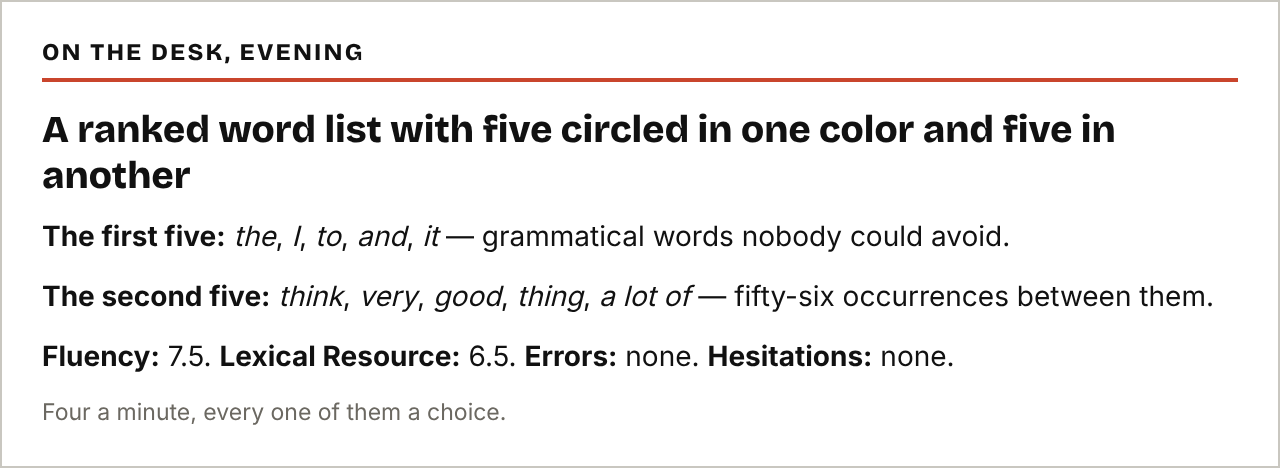 ON THE DESK, EVENING
A ranked word list with five circled in one color and five in
another
The first five: the, I, to, and, it — grammatical words nobody could avoid.
The second five: think, very, good, thing, a lot of — fifty-six occurrences between them.
Fluency: 7.5. Lexical Resource: 6.5. Errors: none. Hesitations: none.
Four a minute, every one of them a choice.